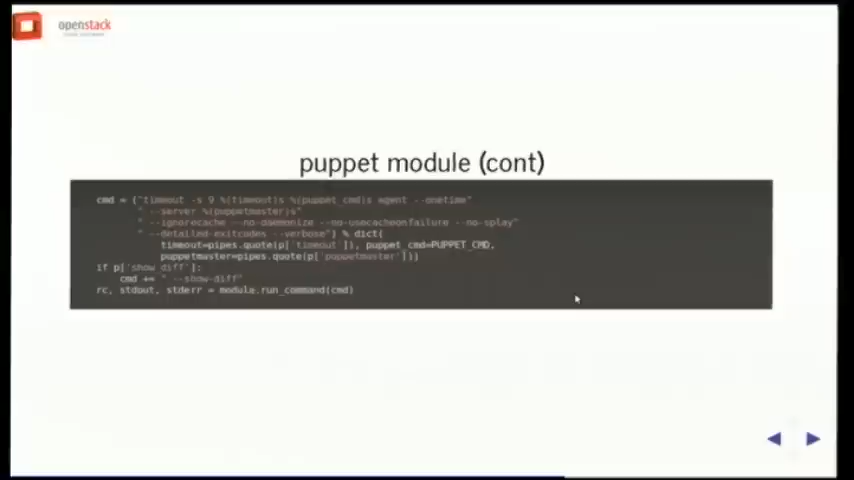 openstack
puppet module (cont)
cmd = ("timeout -s 9 %(timeout)s %(puppet_cmd)s agent --onetime"
" --server %(puppetmaster)s"
" --ignorecache --no-daemonize --no-usecacheonfailure --no-splay"
" --detailed-exitcodes --verbose") % dict(
timeout=pipes.quote(p['timeout']), puppet_cmd=PUPPET_CMD,
puppetmaster=pipes.quote(p['puppetmaster']))
if p['show_diff']:
cmd += " --show-diff"
rc, stdout, stderr = module.run_command(cmd)